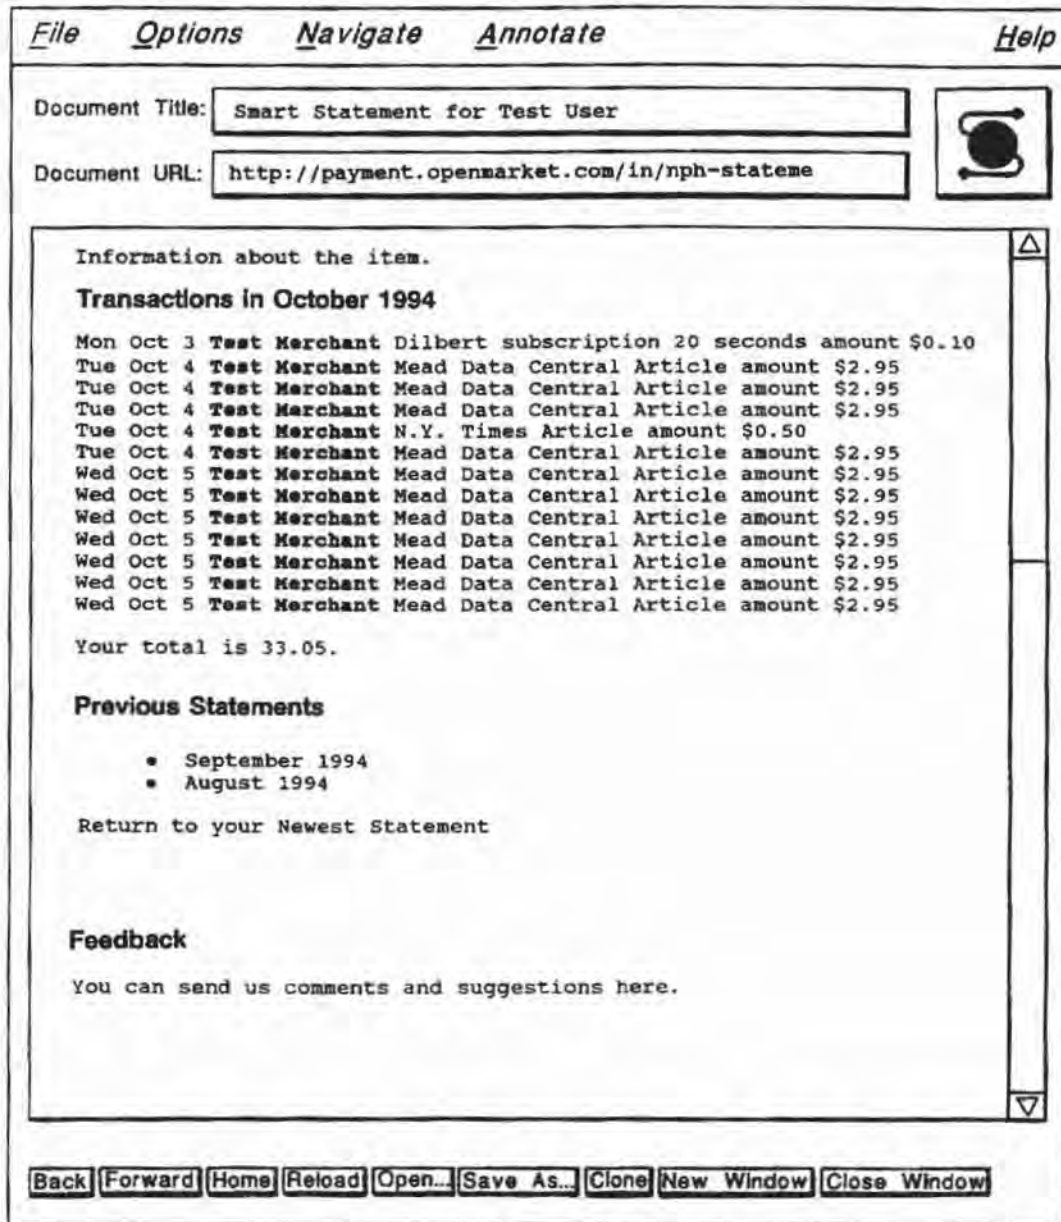 File Options Navigate Annotate Help
Document Title: Smart Statement for Test User
Document URL: http://payment.openmarket.com/in/nph-stateme
Information about the item.
Transactions in October 1994
Mon Oct 3 Test Merchant Dilbert subscription 20 seconds amount $0.10
Tue Oct 4 Test Merchant Mead Data Central Article amount $2.95
Tue Oct 4 Test Merchant Mead Data Central Article amount $2.95
Tue Oct 4 Test Merchant Mead Data Central Article amount $2.95
Tue Oct 4 Test Merchant N.Y. Times Article amount $0.50
Tue Oct 4 Test Merchant Mead Data Central Article amount $2.95
Wed Oct 5 Test Merchant Mead Data Central Article amount $2.95
Wed Oct 5 Test Merchant Mead Data Central Article amount $2.95
Wed Oct 5 Test Merchant Mead Data Central Article amount $2.95
Wed Oct 5 Test Merchant Mead Data Central Article amount $2.95
Wed Oct 5 Test Merchant Mead Data Central Article amount $2.95
Wed Oct 5 Test Merchant Mead Data Central Article amount $2.95
Wed Oct 5 Test Merchant Mead Data Central Article amount $2.95
Your total is 33.05.
Previous Statements
• September 1994
• August 1994
Return to your Newest Statement
Feedback
You can send us comments and suggestions here.
Back Forward Home Reload Open... Save As... Clone New Window Close Window